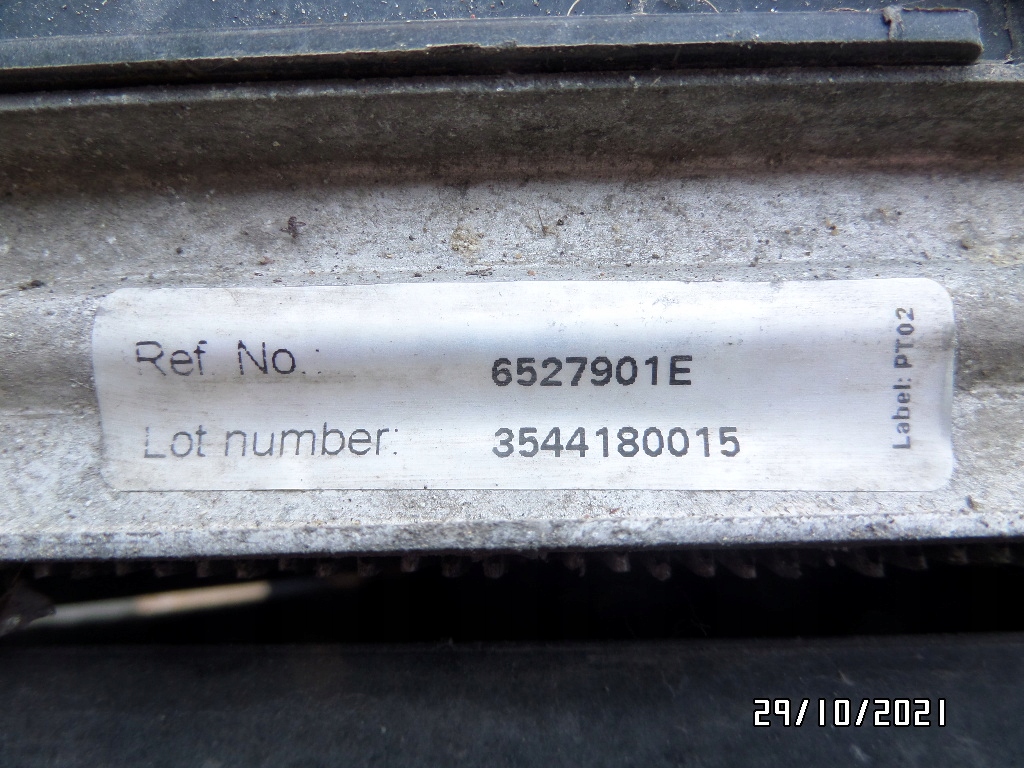 Ref. No.: 6527901E
Lot number: 3544180015
Label: PT02
29/10/2021